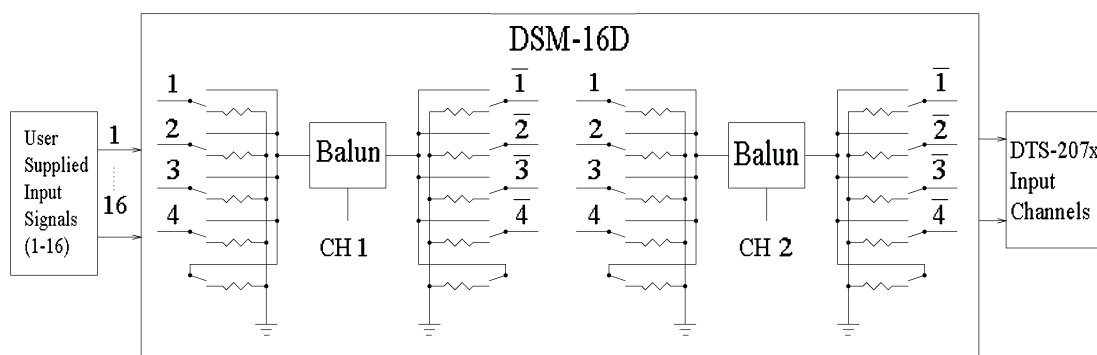 DSM-16D
User
Supplied
Input
Signals
(1-16)
1
16
1
2
3
4
Balun
CH 1
1̅
2̅
3̅
4̅
1
2
3
4
Balun
CH 2
1̅
2̅
3̅
4̅
DTS-207x
Input
Channels